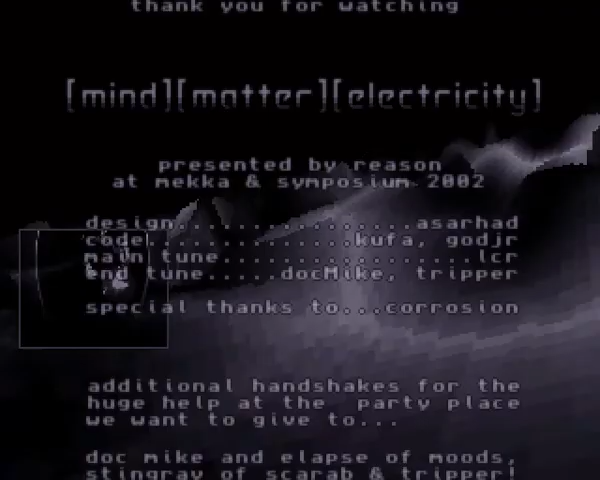 thank you for watching
[mind][matter][electricity]
presented by reason
at mekka & symposium 2002
design................asarhad
code..............kufa, godjr
main tune.................lcr
end tune.....docMike, tripper
special thanks to...corrosion
additional handshakes for the
huge help at the party place
we want to give to...
doc mike and elapse of moods,
stingray of scarab & tripper!